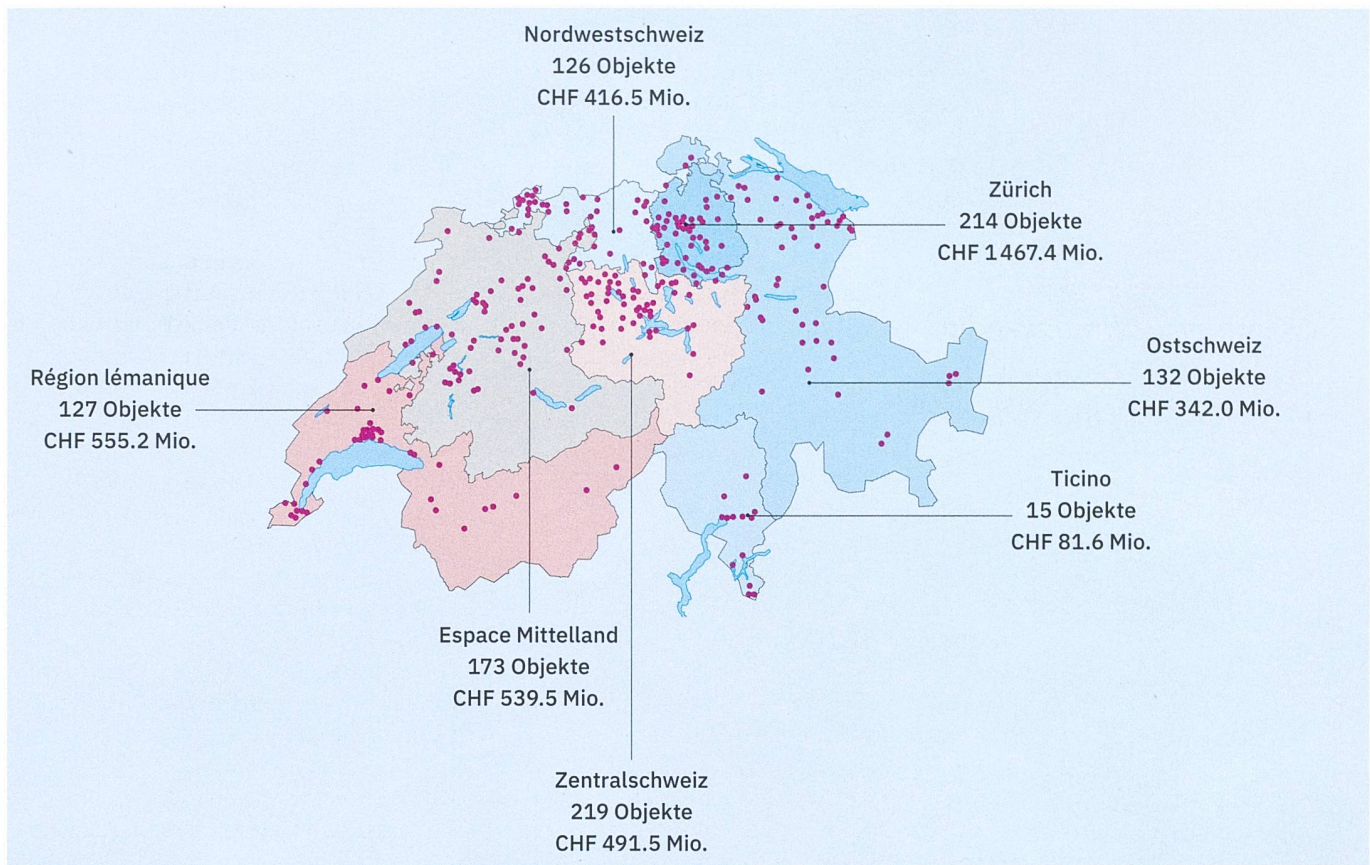 Nordwestschweiz
126 Objekte
CHF 416.5 Mio.
Zürich
214 Objekte
CHF 1467.4 Mio.
Ostschweiz
132 Objekte
CHF 342.0 Mio.
Région lémanique
127 Objekte
CHF 555.2 Mio.
Ticino
15 Objekte
CHF 81.6 Mio.
Espace Mittelland
173 Objekte
CHF 539.5 Mio.
Zentralschweiz
219 Objekte
CHF 491.5 Mio.